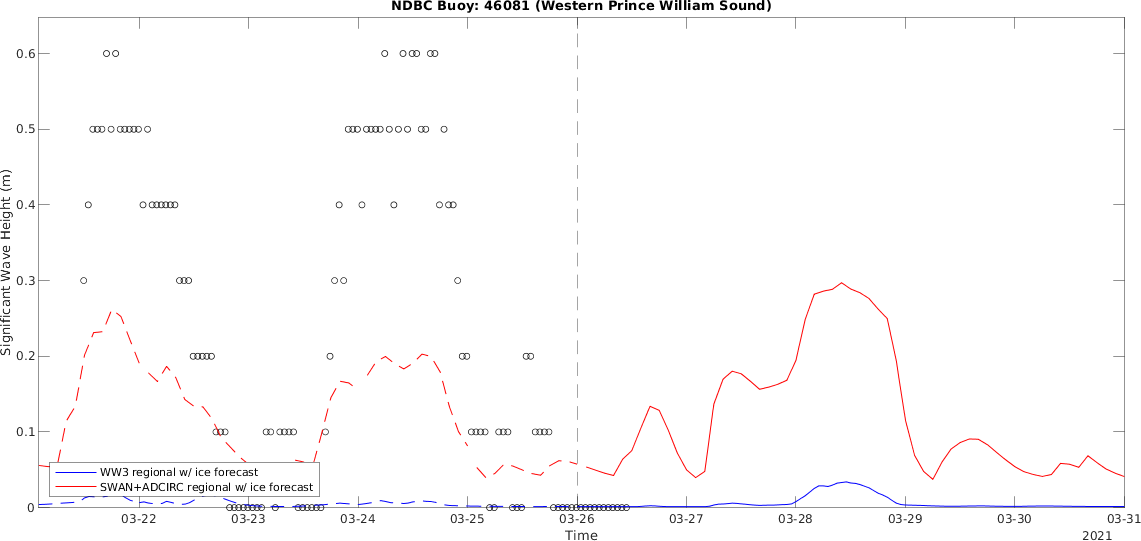 NDBC Buoy: 46081 (Western Prince William Sound)
0.6
0.5
0.4
0.3
0.2
0.1
0
Significant Wave Height (m)
WW3 regional w/ ice forecast
SWAN+ADCIRC regional w/ ice forecast
03-22 03-23 03-24 03-25 03-26 03-27 03-28 03-29 03-30 03-31
Time
2021